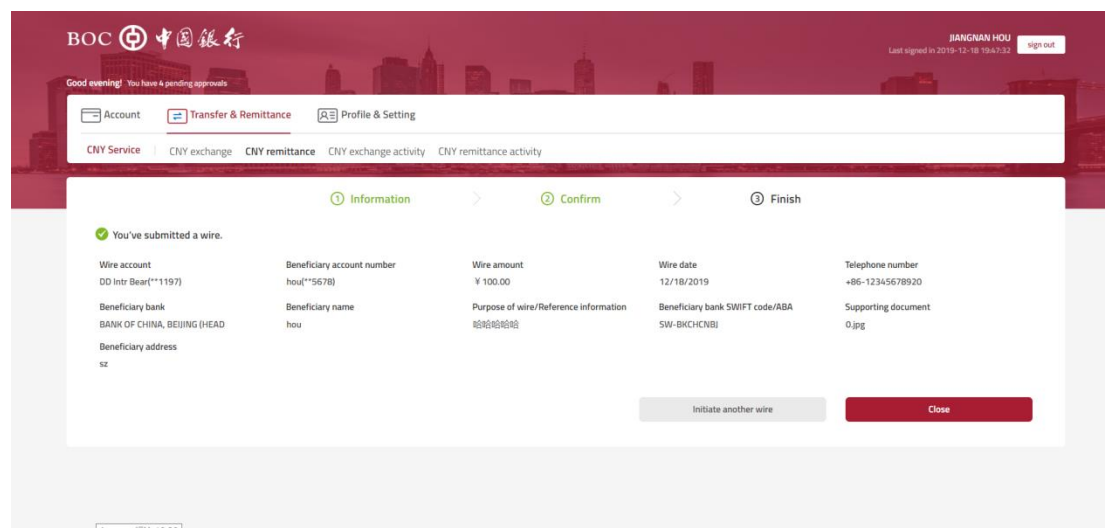 BOC 中国银行
JIANGNAN HOU
Last signed in 2019-12-18 19:47:32
sign out
Good evening! You have 4 pending approvals
Account Transfer & Remittance Profile & Setting
CNY Service CNY exchange CNY remittance CNY exchange activity CNY remittance activity
1 Information 2 Confirm 3 Finish
You've submitted a wire.
Wire account Beneficiary account number Wire amount Wire date Telephone number
DD Intr Bear(**1197) hou(**5678) ¥ 100.00 12/18/2019 +86-12345678920
Beneficiary bank Beneficiary name Purpose of wire/Reference information Beneficiary bank SWIFT code/ABA Supporting document
BANK OF CHINA, BEIJING (HEAD hou 哈哈哈哈哈 SW-BKCHCNBJ 0.jpg
Beneficiary address
sz
Initiate another wire Close